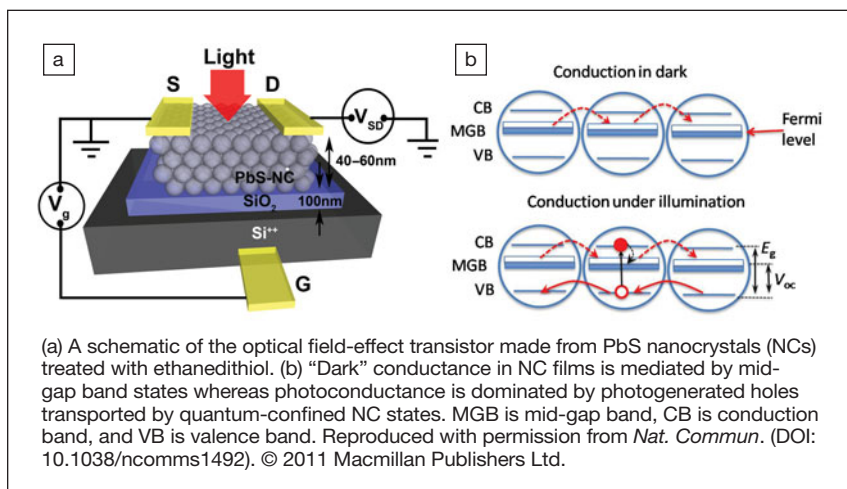 a
Light
S
D
V_SD
40–60nm
PbS-NC
SiO₂
100nm
V_g
Si⁺⁺
G
b
Conduction in dark
CB
MGB
VB
Fermi
level
Conduction under illumination
CB
MGB
VB
E_g
V_oc
(a) A schematic of the optical field-effect transistor made from PbS nanocrystals (NCs)
treated with ethanedithiol. (b) “Dark” conductance in NC films is mediated by mid-
gap band states whereas photoconductance is dominated by photogenerated holes
transported by quantum-confined NC states. MGB is mid-gap band, CB is conduction
band, and VB is valence band. Reproduced with permission from Nat. Commun. (DOI:
10.1038/ncomms1492). © 2011 Macmillan Publishers Ltd.